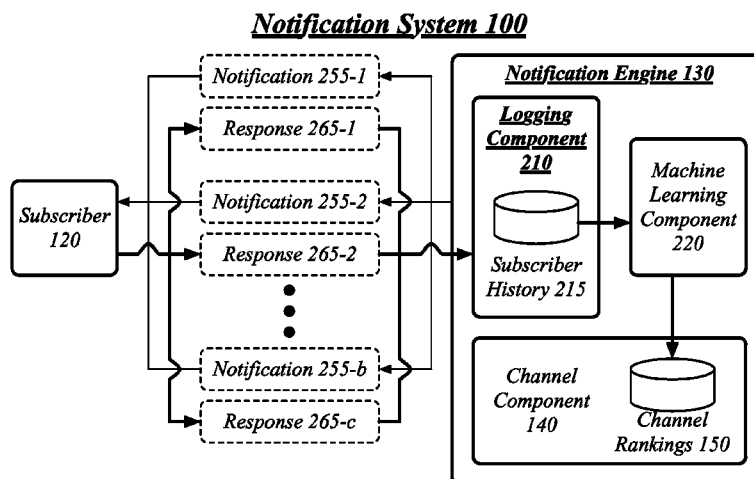 Notification System 100
Notification 255-1
Response 265-1
Notification 255-2
Response 265-2
Notification 255-b
Response 265-c
Subscriber
120
Notification Engine 130
Logging
Component
210
Subscriber
History 215
Machine
Learning
Component
220
Channel
Component
140
Channel
Rankings 150